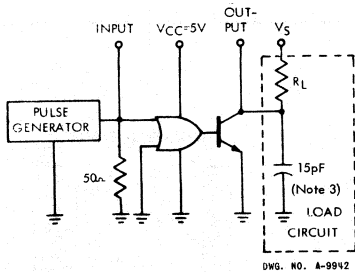 INPUT
VCC=5V
OUT-
PUT
VS
RL
PULSE
GENERATOR
50Ω
15pF
(Note 3)
LOAD
CIRCUIT
DWG. NO. A-9942